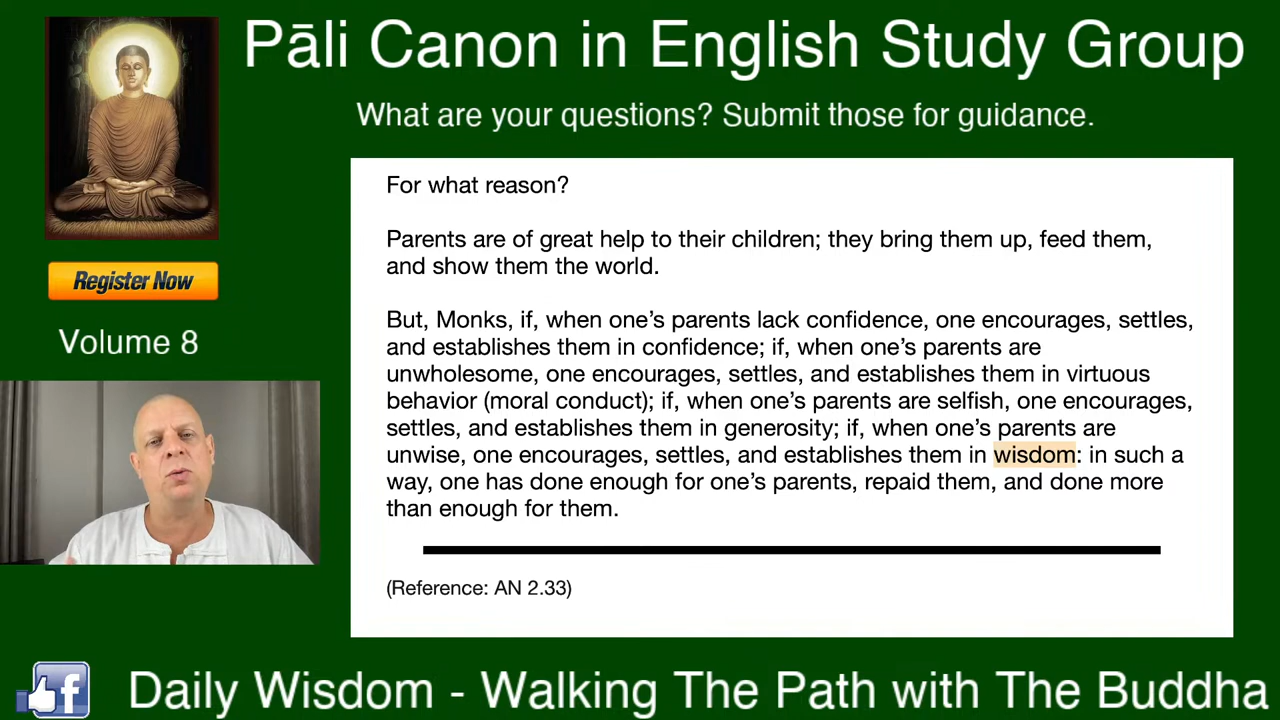 Pāli Canon in English Study Group
What are your questions? Submit those for guidance.
Register Now
Volume 8
For what reason?
Parents are of great help to their children; they bring them up, feed them,
and show them the world.
But, Monks, if, when one's parents lack confidence, one encourages, settles,
and establishes them in confidence; if, when one's parents are
unwholesome, one encourages, settles, and establishes them in virtuous
behavior (moral conduct); if, when one's parents are selfish, one encourages,
settles, and establishes them in generosity; if, when one's parents are
unwise, one encourages, settles, and establishes them in wisdom: in such a
way, one has done enough for one's parents, repaid them, and done more
than enough for them.
(Reference: AN 2.33)
f
Daily Wisdom - Walking The Path with The Buddha